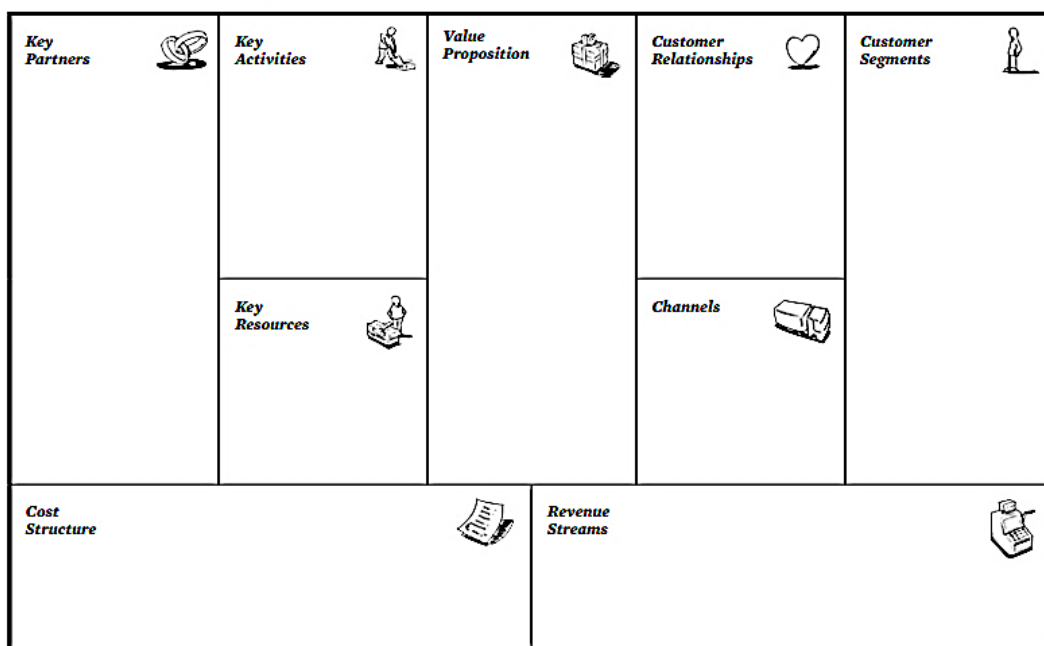 Key
Partners
Key
Activities
Value
Proposition
Customer
Relationships
Customer
Segments
Key
Resources
Channels
Cost
Structure
Revenue
Streams